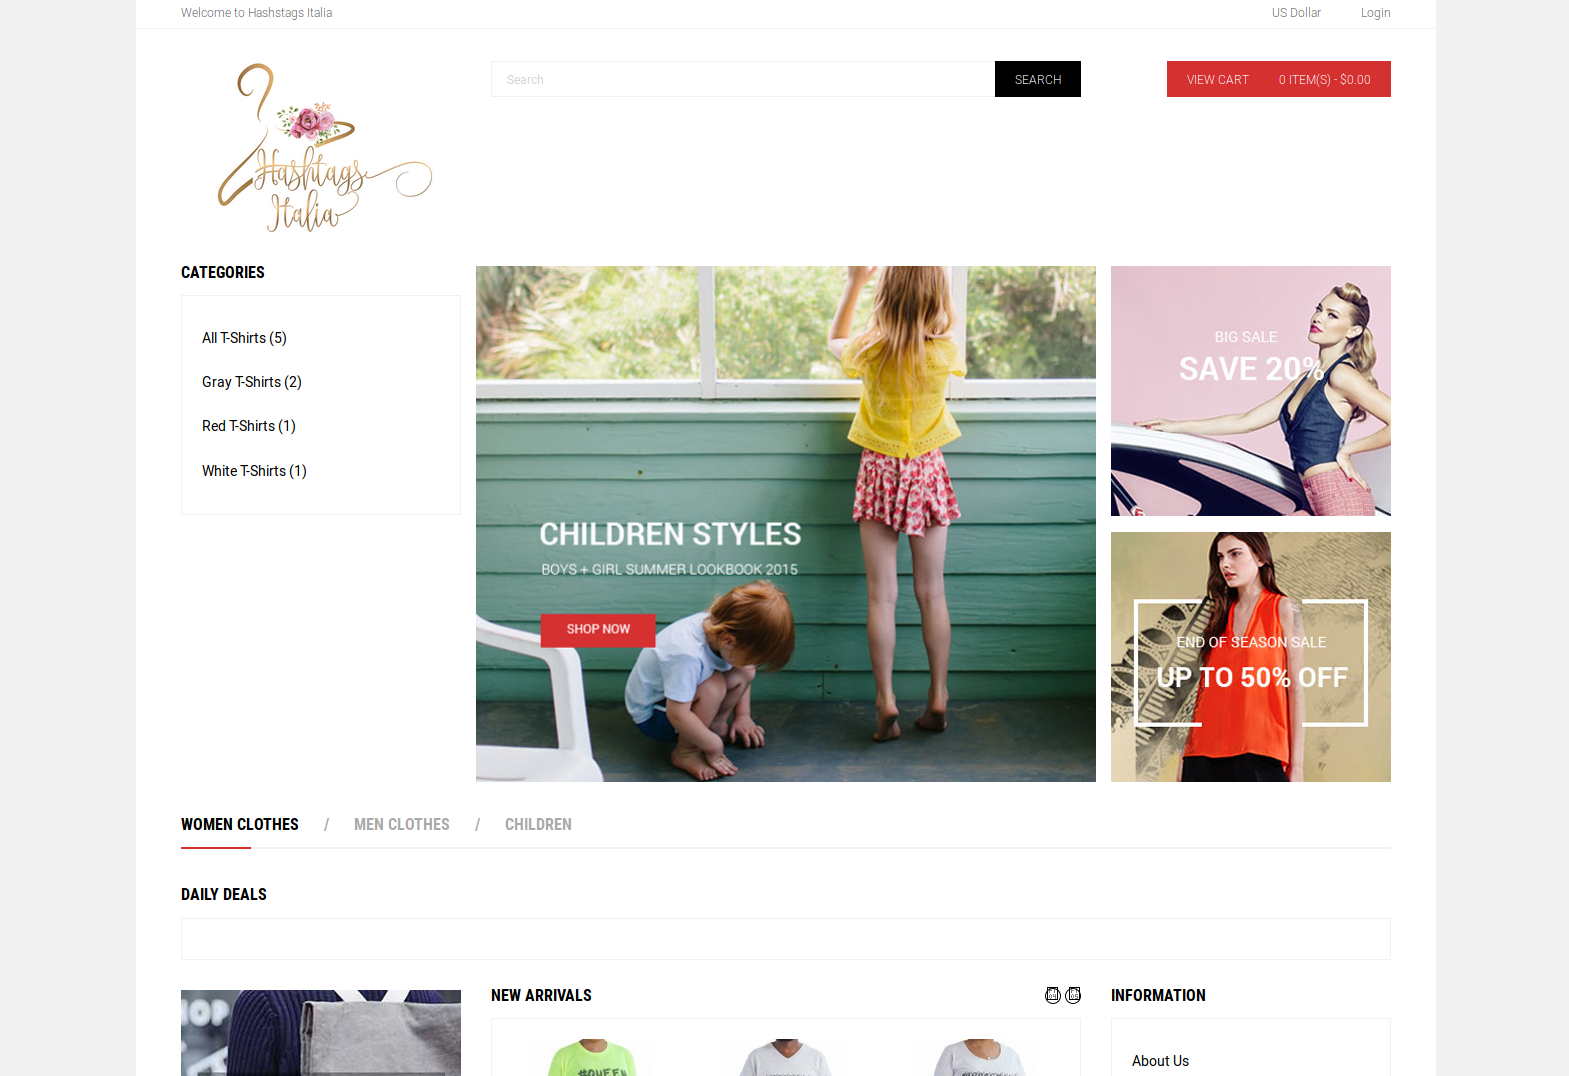 Welcome to Hashstags Italia
US Dollar
Login
Hashtags
Italia
Search
SEARCH
VIEW CART
0 ITEM(S) - $0.00
CATEGORIES
All T-Shirts (5)
Gray T-Shirts (2)
Red T-Shirts (1)
White T-Shirts (1)
CHILDREN STYLES
BOYS + GIRL SUMMER LOOKBOOK 2015
SHOP NOW
BIG SALE
SAVE 20%
END OF SEASON SALE
UP TO 50% OFF
WOMEN CLOTHES / MEN CLOTHES / CHILDREN
DAILY DEALS
NEW ARRIVALS
INFORMATION
#QUEEN
About Us